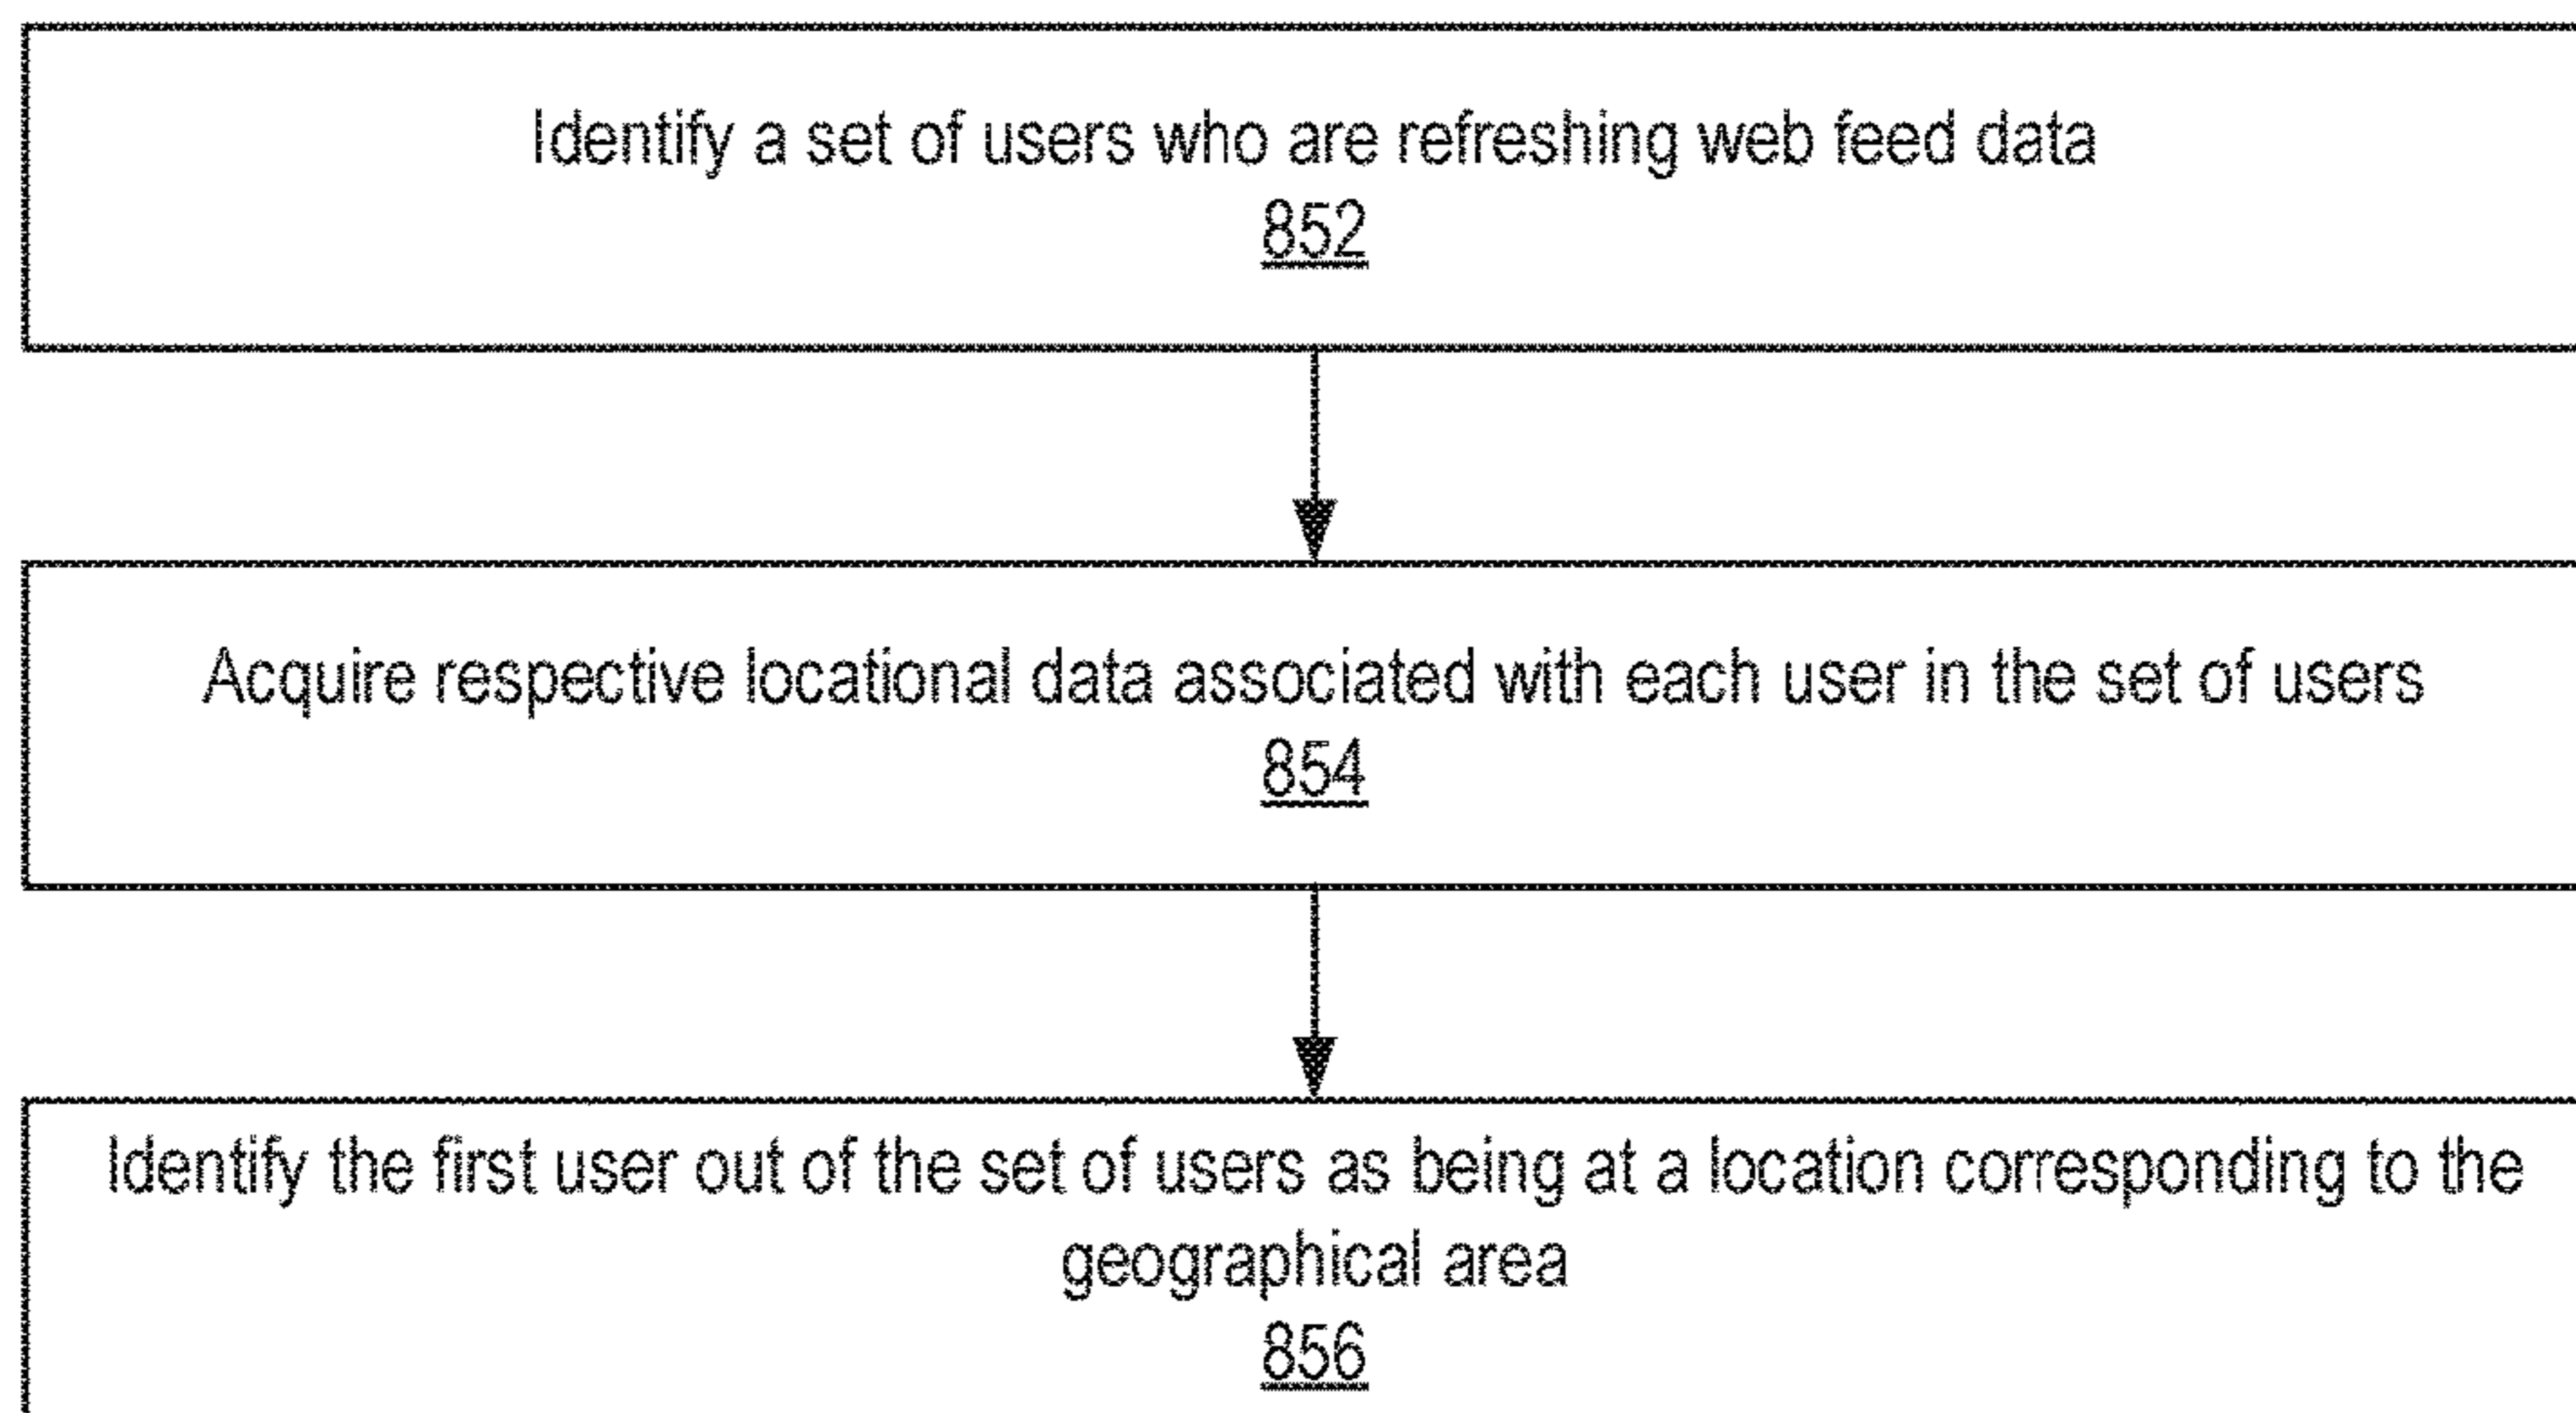 Identify a set of users who are refreshing web feed data
852
Acquire respective locational data associated with each user in the set of users
854
Identify the first user out of the set of users as being at a location corresponding to the
geographical area
856